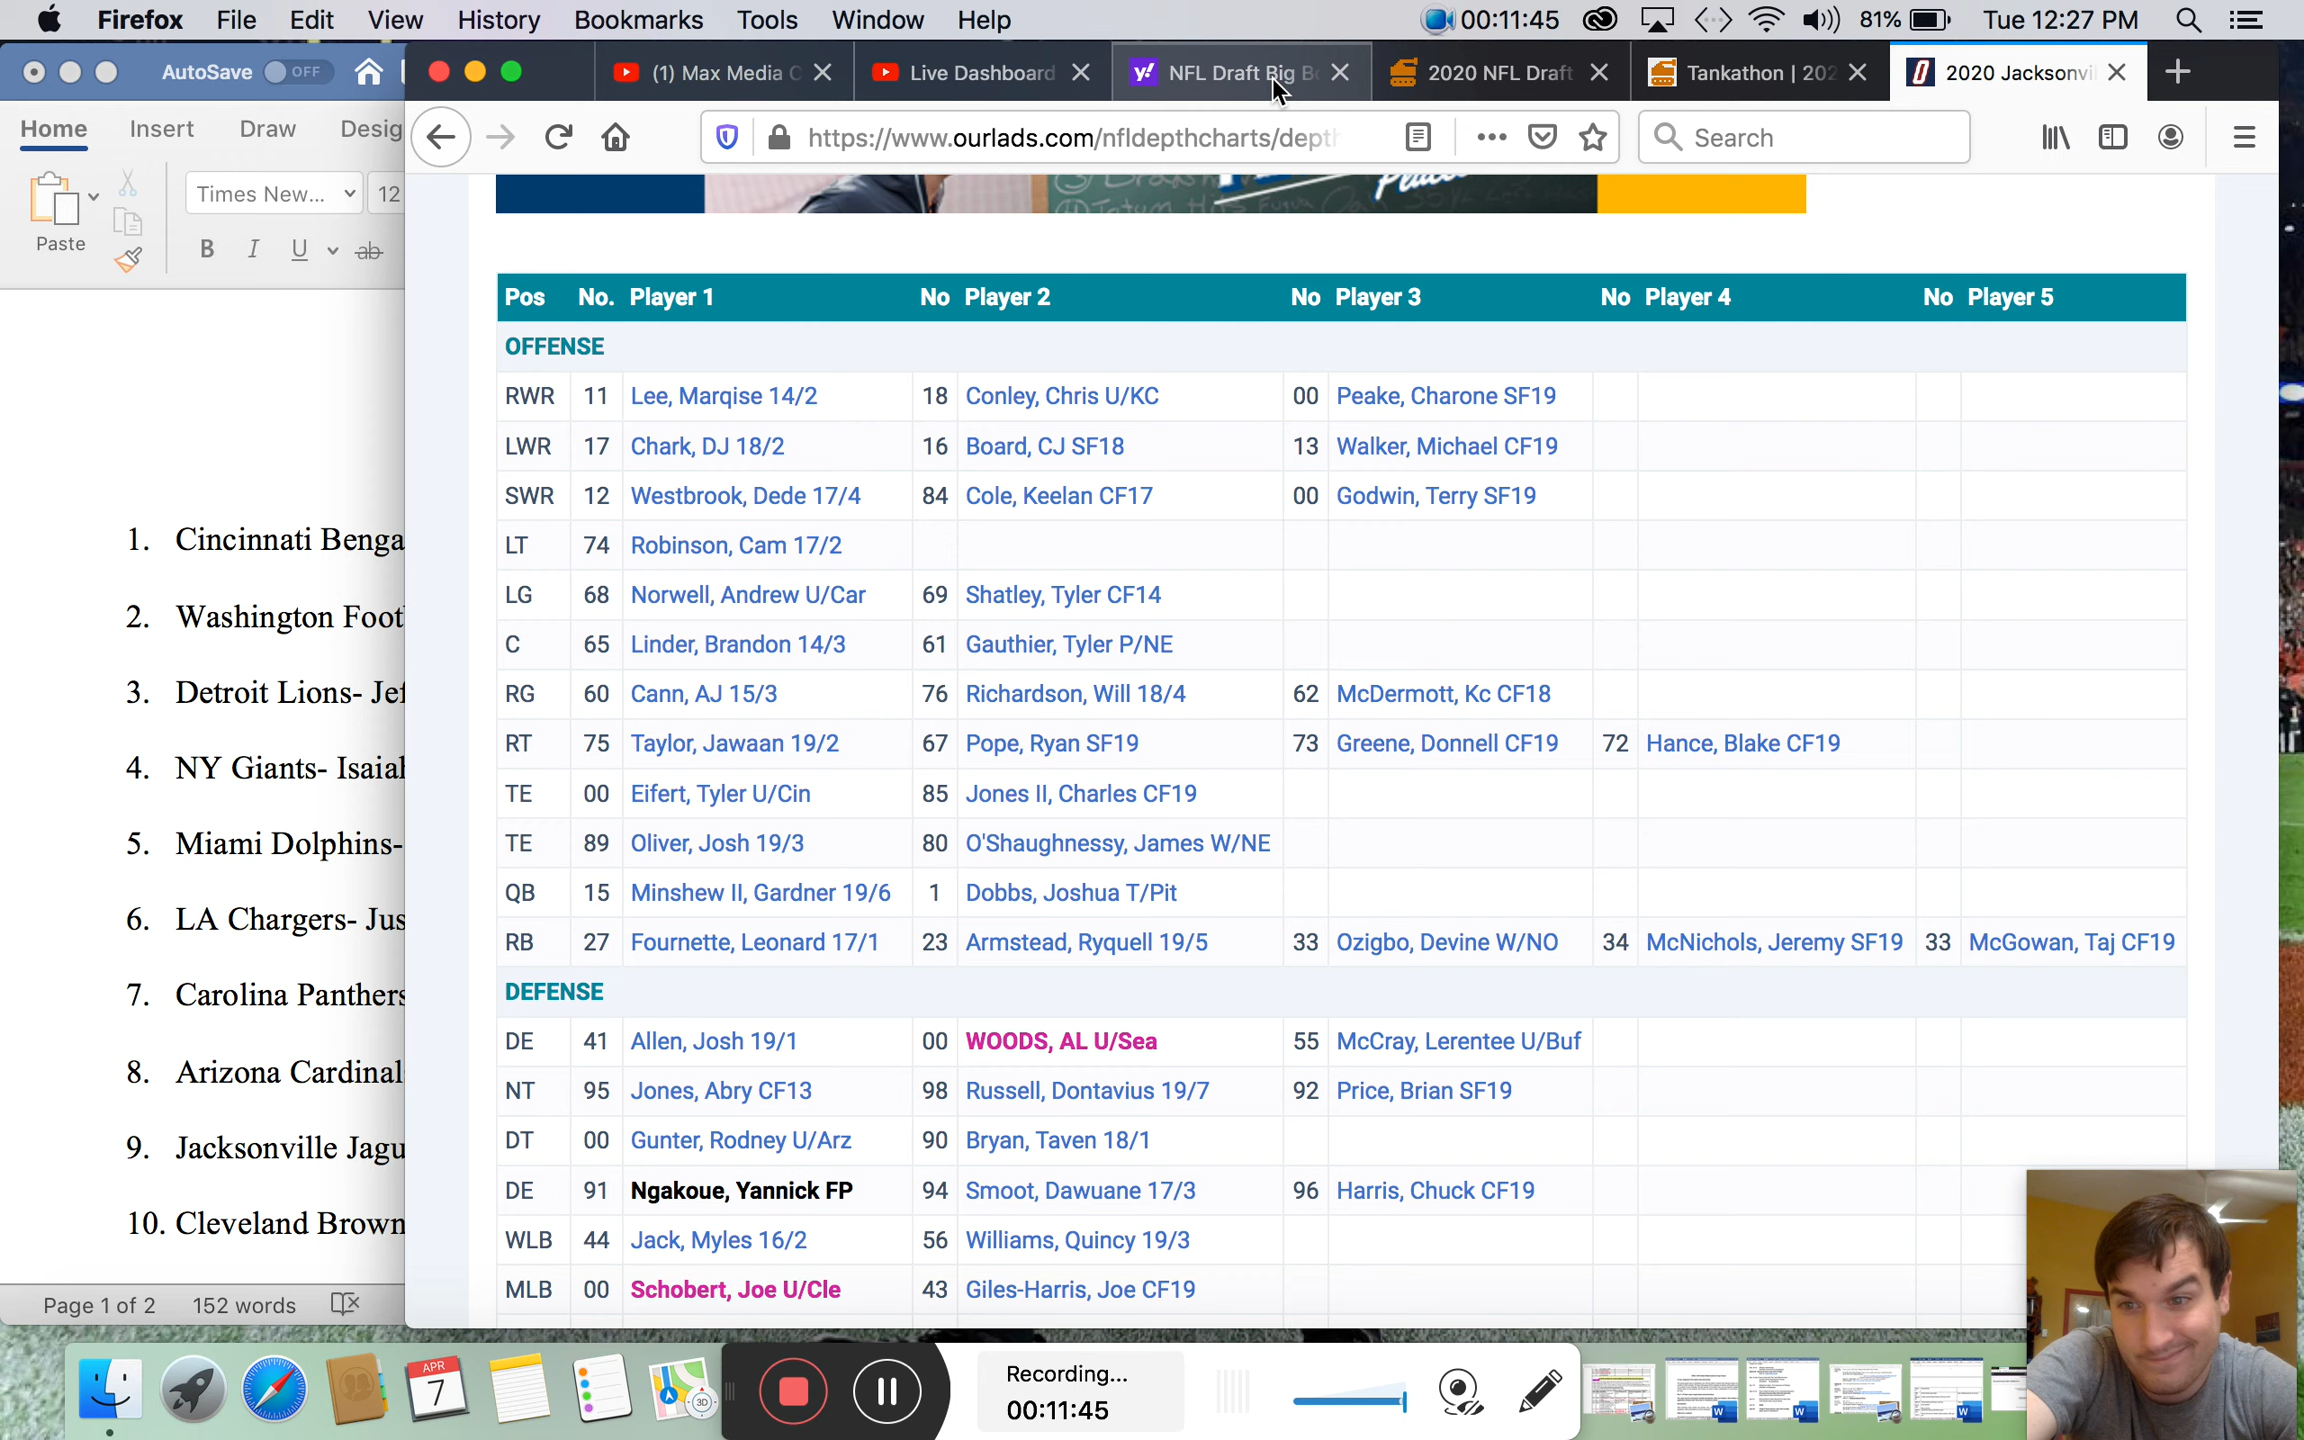 Firefox File Edit View History Bookmarks Tools Window Help 00:11:45 81% Tue 12:27 PM
AutoSave OFF
(1) Max Media C
Live Dashboard
NFL Draft Big B
2020 NFL Draft
Tankathon | 202
2020 Jacksonvi
Home Insert Draw Desig
https://www.ourlads.com/nfldepthcharts/depth
Search
Times New... 12
Paste
B I U ab
Pos No. Player 1 No Player 2 No Player 3 No Player 4 No Player 5
OFFENSE
RWR 11 Lee, Marqise 14/2 18 Conley, Chris U/KC 00 Peake, Charone SF19
LWR 17 Chark, DJ 18/2 16 Board, CJ SF18 13 Walker, Michael CF19
SWR 12 Westbrook, Dede 17/4 84 Cole, Keelan CF17 00 Godwin, Terry SF19
LT 74 Robinson, Cam 17/2
LG 68 Norwell, Andrew U/Car 69 Shatley, Tyler CF14
C 65 Linder, Brandon 14/3 61 Gauthier, Tyler P/NE
RG 60 Cann, AJ 15/3 76 Richardson, Will 18/4 62 McDermott, Kc CF18
RT 75 Taylor, Jawaan 19/2 67 Pope, Ryan SF19 73 Greene, Donnell CF19 72 Hance, Blake CF19
TE 00 Eifert, Tyler U/Cin 85 Jones II, Charles CF19
TE 89 Oliver, Josh 19/3 80 O'Shaughnessy, James W/NE
QB 15 Minshew II, Gardner 19/6 1 Dobbs, Joshua T/Pit
RB 27 Fournette, Leonard 17/1 23 Armstead, Ryquell 19/5 33 Ozigbo, Devine W/NO 34 McNichols, Jeremy SF19 33 McGowan, Taj CF19
DEFENSE
DE 41 Allen, Josh 19/1 00 WOODS, AL U/Sea 55 McCray, Lerentee U/Buf
NT 95 Jones, Abry CF13 98 Russell, Dontavius 19/7 92 Price, Brian SF19
DT 00 Gunter, Rodney U/Arz 90 Bryan, Taven 18/1
DE 91 Ngakoue, Yannick FP 94 Smoot, Dawuane 17/3 96 Harris, Chuck CF19
WLB 44 Jack, Myles 16/2 56 Williams, Quincy 19/3
MLB 00 Schobert, Joe U/Cle 43 Giles-Harris, Joe CF19
1. Cincinnati Benga
2. Washington Foot
3. Detroit Lions- Jef
4. NY Giants- Isaiah
5. Miami Dolphins-
6. LA Chargers- Jus
7. Carolina Panthers
8. Arizona Cardinal
9. Jacksonville Jagu
10. Cleveland Brown
Page 1 of 2 152 words
APR
7
3D
Recording...
00:11:45